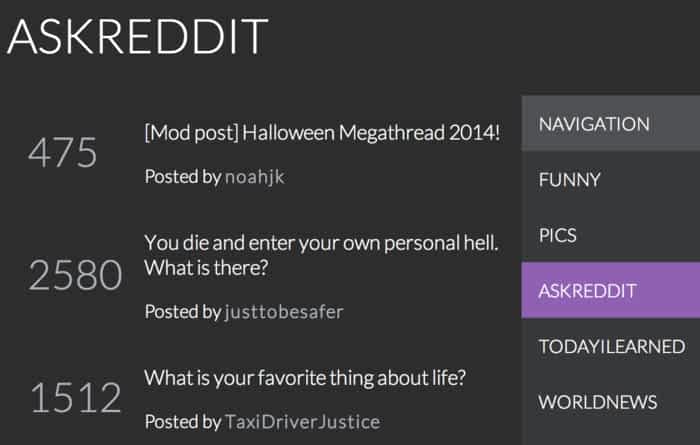 ASKREDDIT
475
[Mod post] Halloween Megathread 2014!
Posted by noahjk
2580
You die and enter your own personal hell.
What is there?
Posted by justtobesafer
1512
What is your favorite thing about life?
Posted by TaxiDriverJustice
NAVIGATION
FUNNY
PICS
ASKREDDIT
TODAYILEARNED
WORLDNEWS